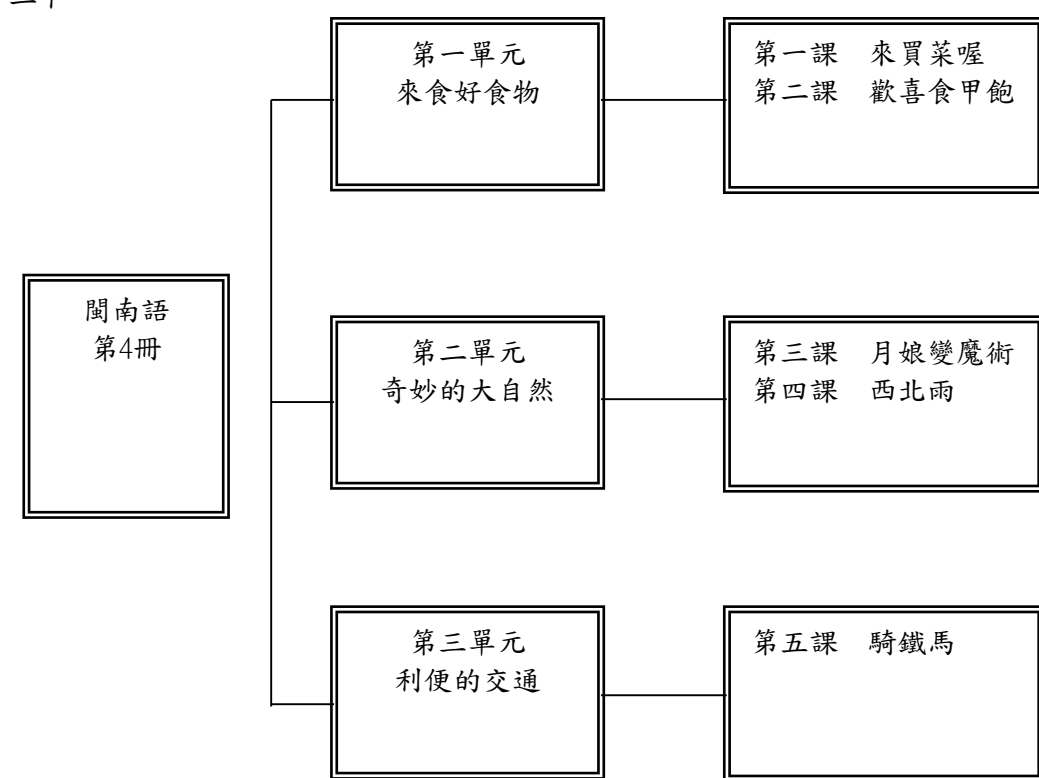 第一單元
來食好食物
第一課　來買菜喔
第二課　歡喜食甲飽
閩南語
第4冊
第二單元
奇妙的大自然
第三課　月娘變魔術
第四課　西北雨
第三單元
利便的交通
第五課　騎鐵馬